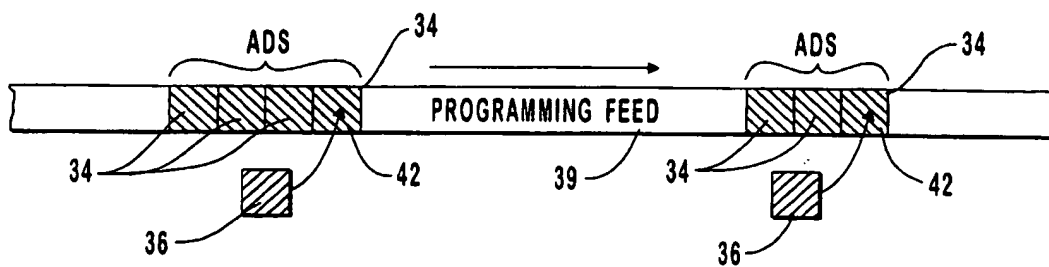 ADS ADS
34 34
PROGRAMMING FEED
34 42 39 34 42
36 36